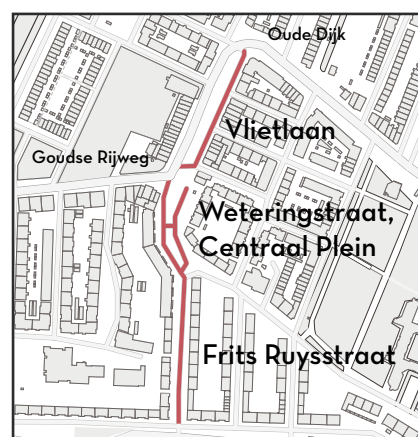 Oude Dijk
Vlietlaan
Goudse Rijweg
Weteringstraat,
Centraal Plein
Frits Ruysstraat